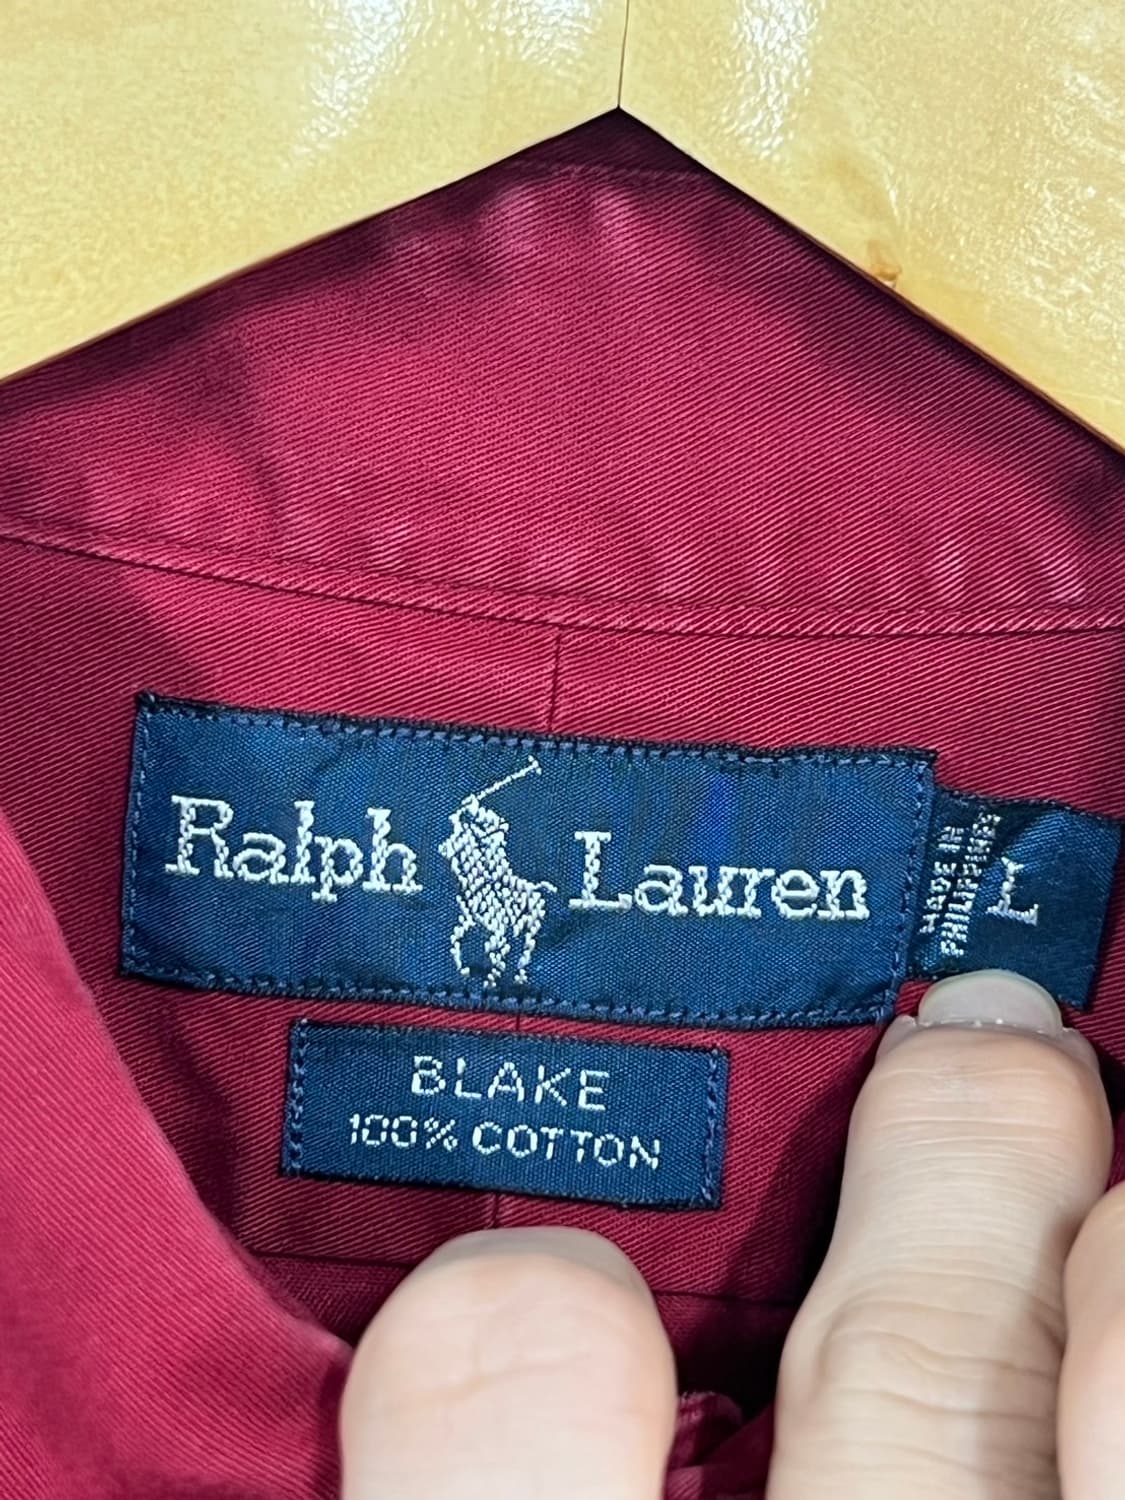 Ralph Lauren
MADE IN
PHILIPPINES
L
BLAKE
100% COTTON